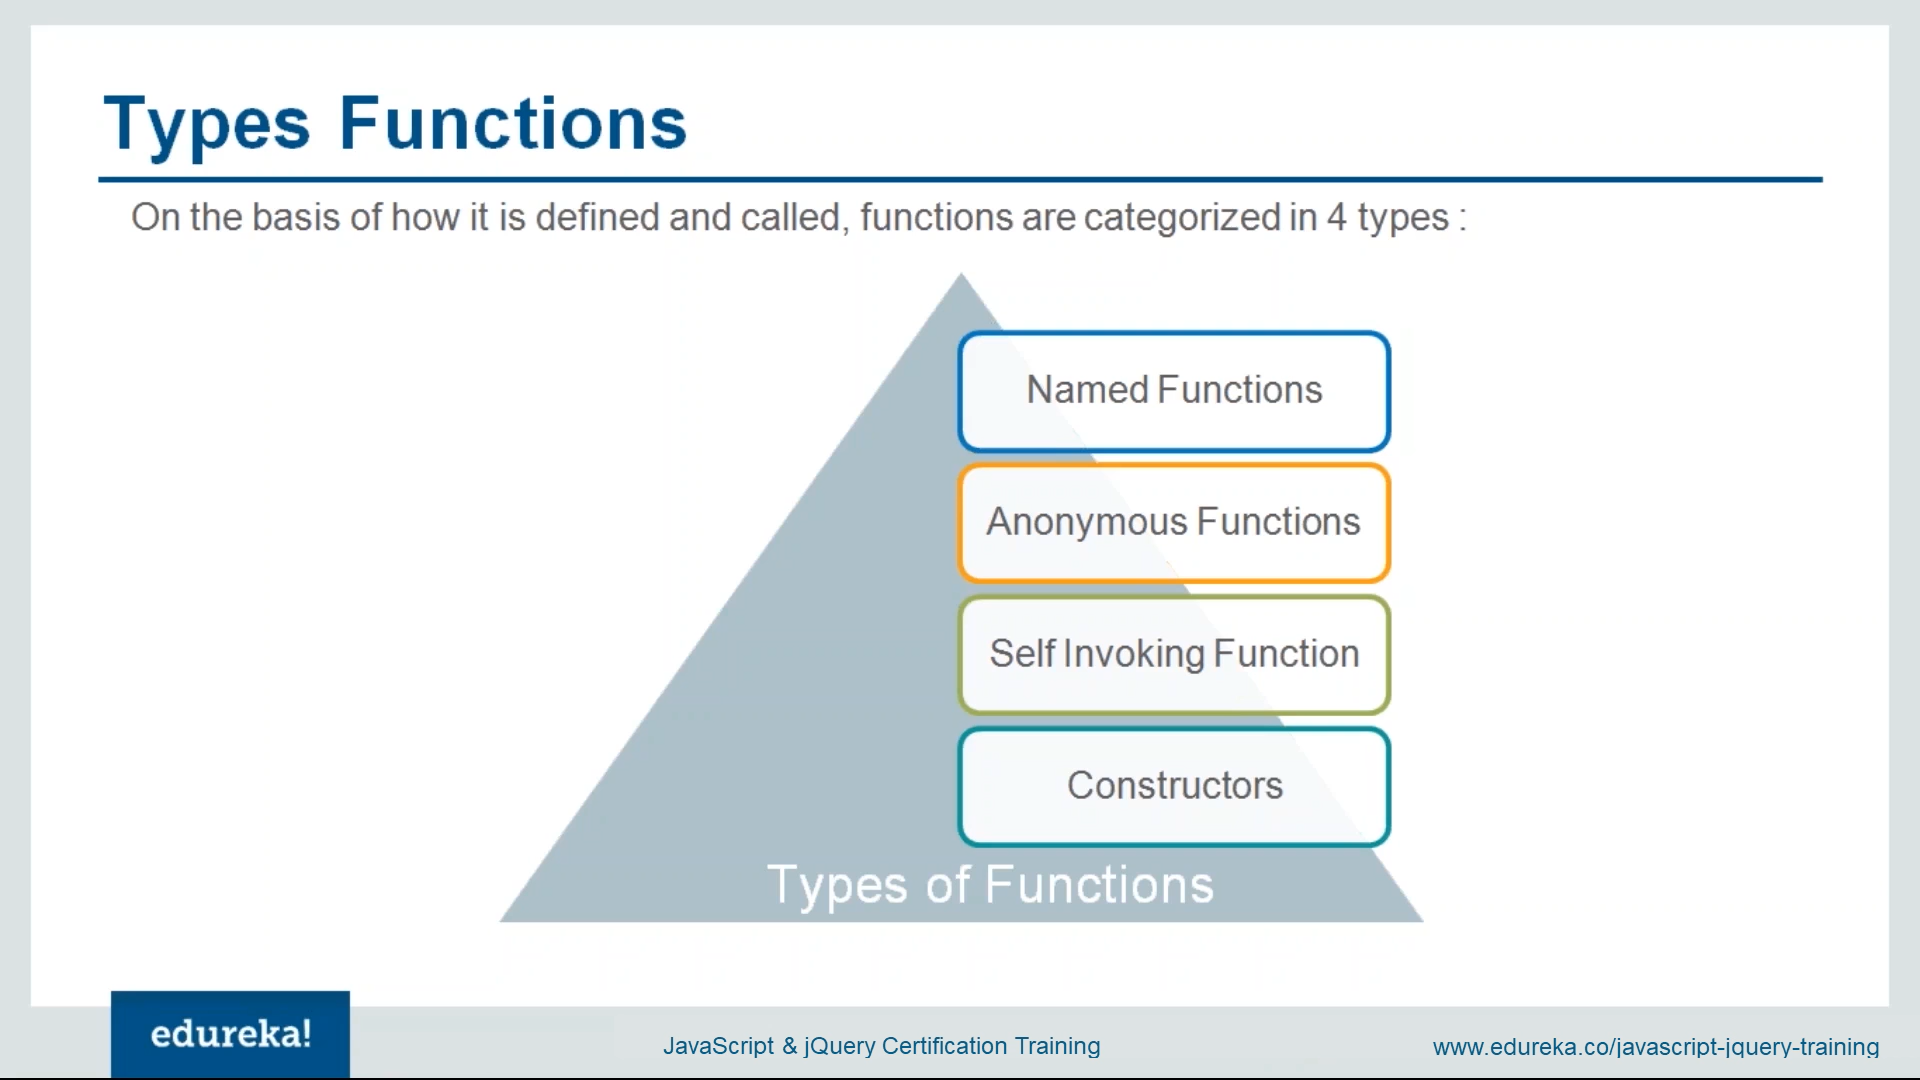 Types Functions
On the basis of how it is defined and called, functions are categorized in 4 types :
Named Functions
Anonymous Functions
Self Invoking Function
Constructors
Types of Functions
edureka!
JavaScript & jQuery Certification Training
www.edureka.co/javascript-jquery-training